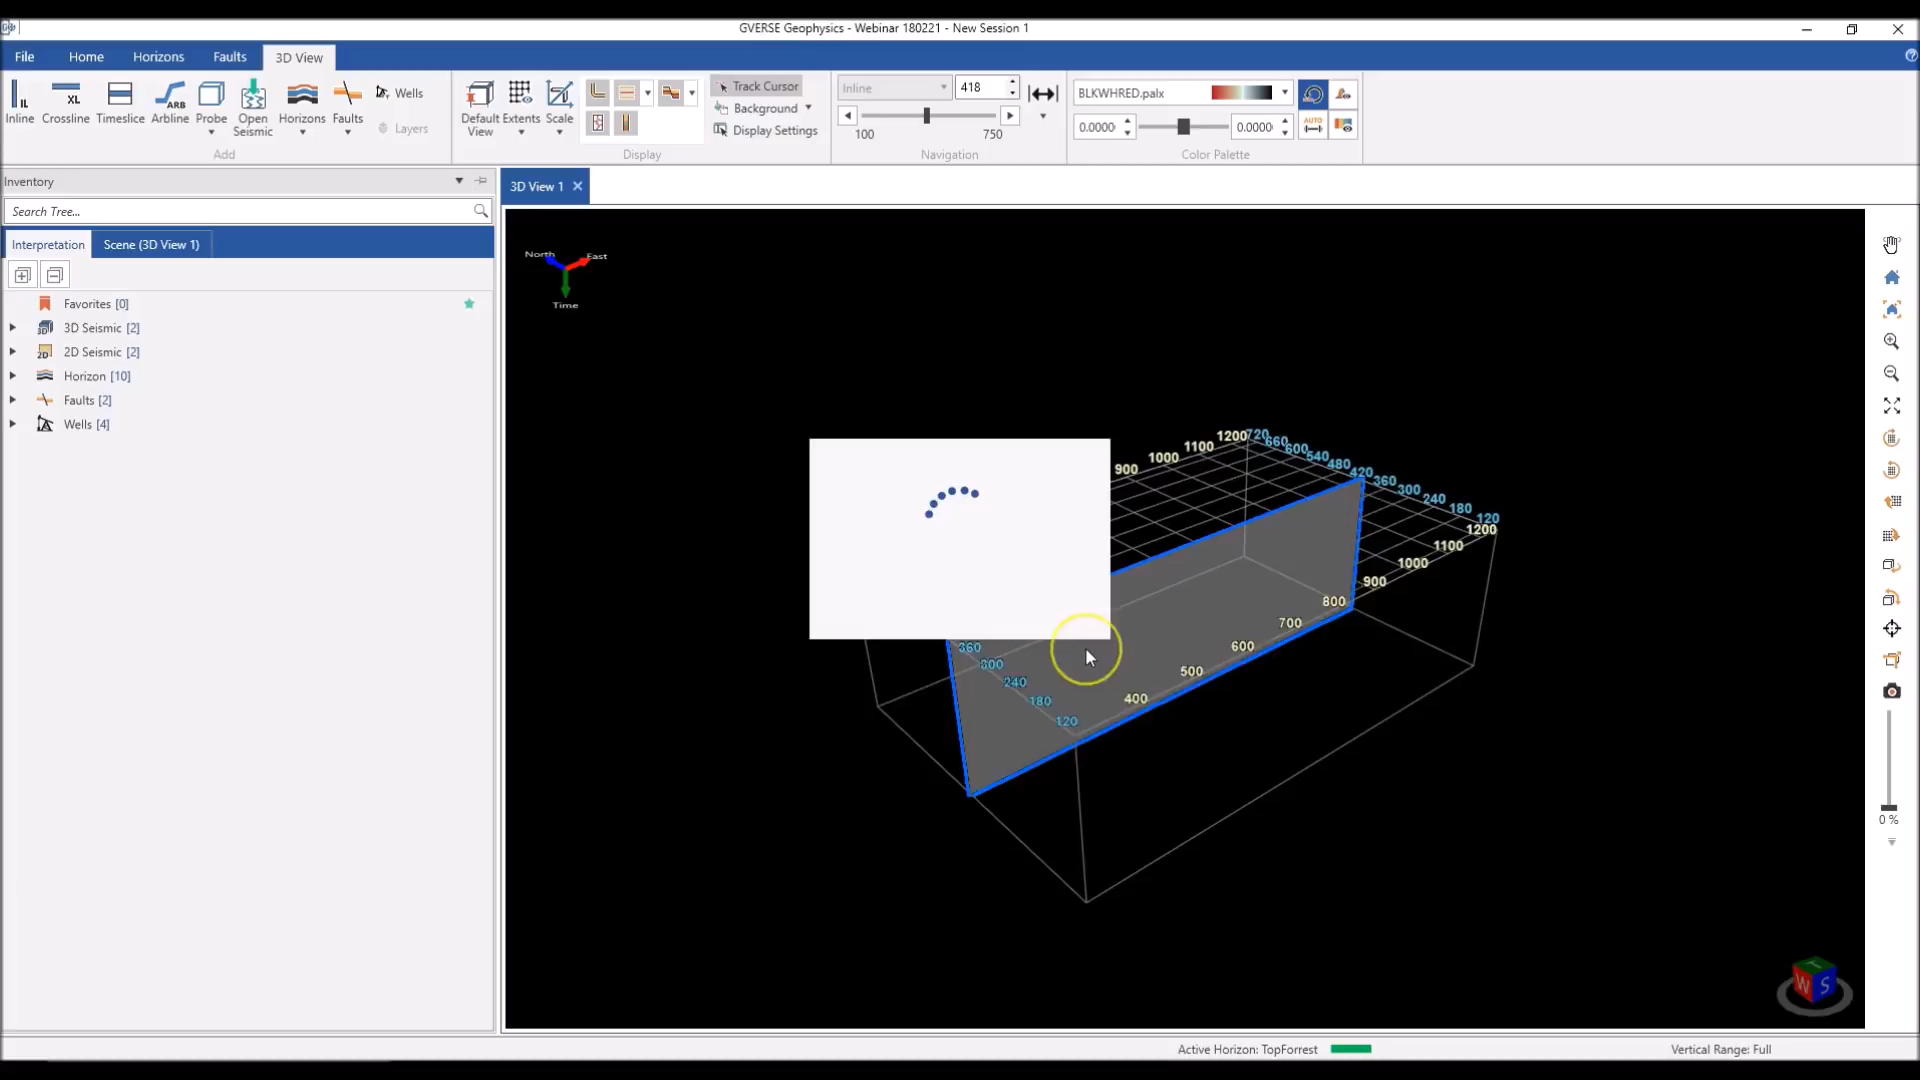 GVERSE Geophysics - Webinar 180221 - New Session 1
File Home Horizons Faults 3D View
IL XL ARB
Inline Crossline Timeslice Arbline Probe Open Seismic Horizons Faults
Wells
Layers
Add
Default View Extents Scale
Track Cursor
Background
Display Settings
Display
Inline 418
100 750
Navigation
BLKWHRED.palx
0.0000 0.0000
AUTO
Color Palette
Inventory
Search Tree...
Interpretation Scene (3D View 1)
Favorites [0]
3D Seismic [2]
2D Seismic [2]
Horizon [10]
Faults [2]
Wells [4]
3D View 1
North East
Time
900 1000 1100 1200
720 660 600 540 480 420 360 300 240 180 120
1200
1100
1000
900
800
700
600
500
400
360
300
240
180
120
0 %
T
W S
Active Horizon: TopForrest
Vertical Range: Full